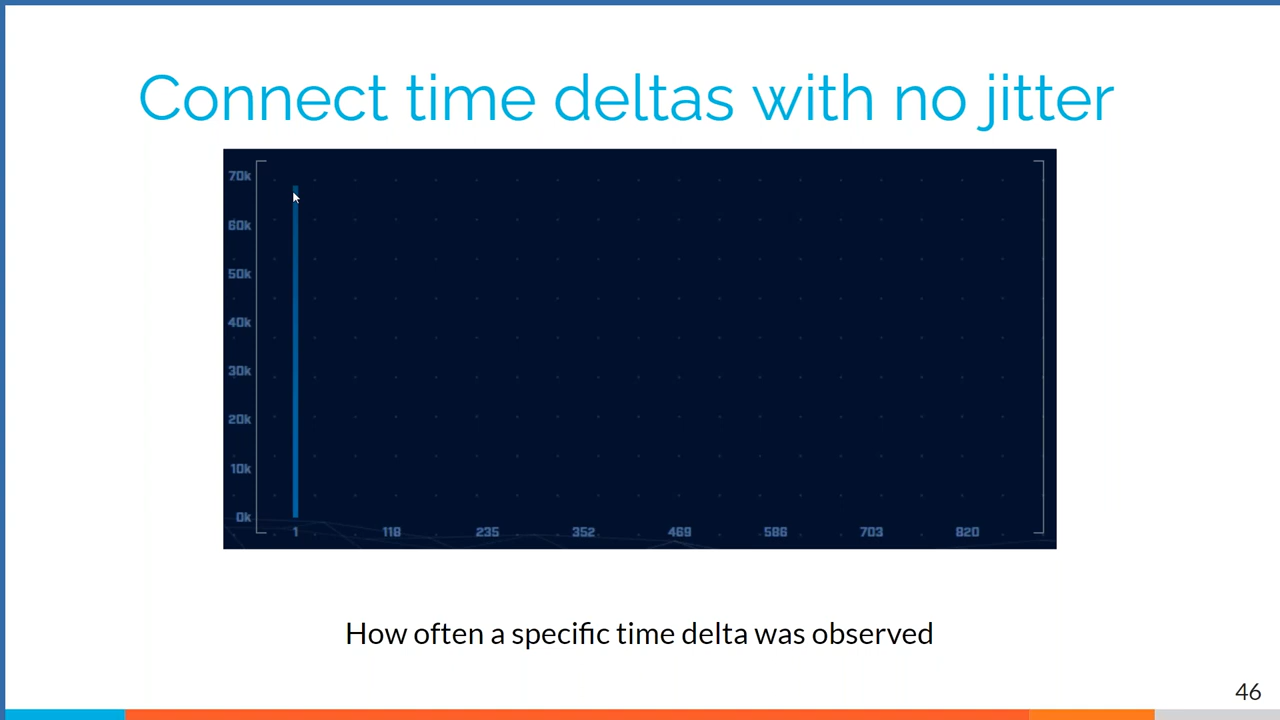 Connect time deltas with no jitter
70k
60k
50k
40k
30k
20k
10k
0k
1 118 235 352 469 586 703 820
How often a specific time delta was observed
46